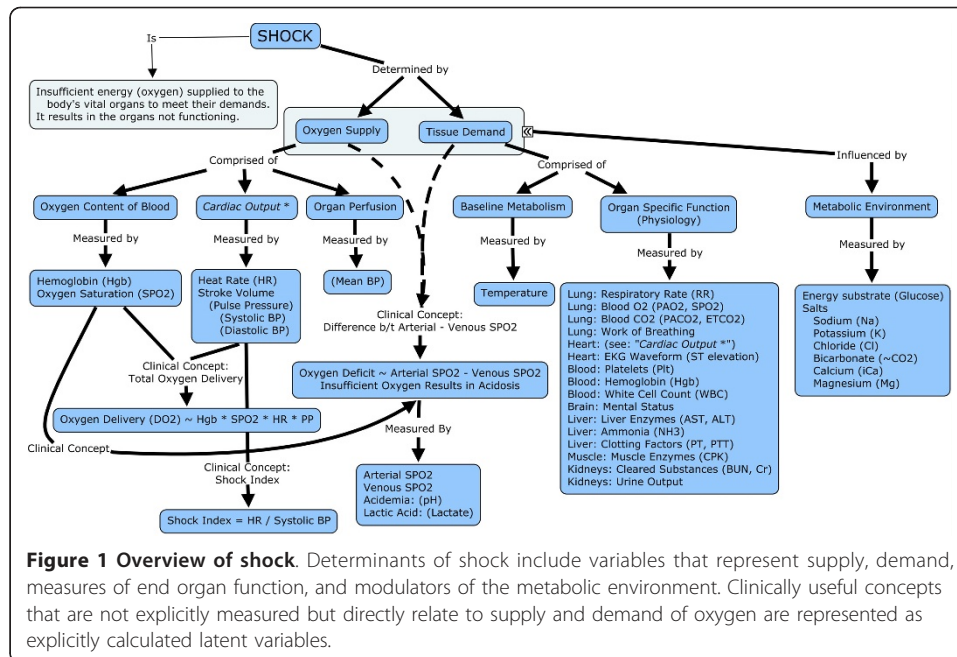 SHOCK
Is
Determined by
Insufficient energy (oxygen) supplied to the
body's vital organs to meet their demands.
It results in the organs not functioning.
Oxygen Supply
Tissue Demand
Influenced by
Comprised of
Comprised of
Oxygen Content of Blood
Cardiac Output *
Organ Perfusion
Baseline Metabolism
Organ Specific Function
(Physiology)
Metabolic Environment
Measured by
Measured by
Measured by
Measured by
Measured by
Measured by
Hemoglobin (Hgb)
Oxygen Saturation (SPO2)
Heat Rate (HR)
Stroke Volume
(Pulse Pressure)
(Systolic BP)
(Diastolic BP)
(Mean BP)
Temperature
Lung: Respiratory Rate (RR)
Lung: Blood O2 (PAO2, SPO2)
Lung: Blood CO2 (PACO2, ETCO2)
Lung: Work of Breathing
Heart: (see: "Cardiac Output *")
Heart: EKG Waveform (ST elevation)
Blood: Platelets (Plt)
Blood: Hemoglobin (Hgb)
Blood: White Cell Count (WBC)
Brain: Mental Status
Liver: Liver Enzymes (AST, ALT)
Liver: Ammonia (NH3)
Liver: Clotting Factors (PT, PTT)
Muscle: Muscle Enzymes (CPK)
Kidneys: Cleared Substances (BUN, Cr)
Kidneys: Urine Output
Energy substrate (Glucose)
Salts
Sodium (Na)
Potassium (K)
Chloride (Cl)
Bicarbonate (~CO2)
Calcium (iCa)
Magnesium (Mg)
Clinical Concept:
Difference b/t Arterial - Venous SPO2
Clinical Concept:
Total Oxygen Delivery
Oxygen Deficit ~ Arterial SPO2 - Venous SPO2
Insufficient Oxygen Results in Acidosis
Oxygen Delivery (DO2) ~ Hgb * SPO2 * HR * PP
Measured By
Clinical Concept
Clinical Concept:
Shock Index
Arterial SPO2
Venous SPO2
Acidemia: (pH)
Lactic Acid: (Lactate)
Shock Index = HR / Systolic BP
Figure 1 Overview of shock. Determinants of shock include variables that represent supply, demand,
measures of end organ function, and modulators of the metabolic environment. Clinically useful concepts
that are not explicitly measured but directly relate to supply and demand of oxygen are represented as
explicitly calculated latent variables.